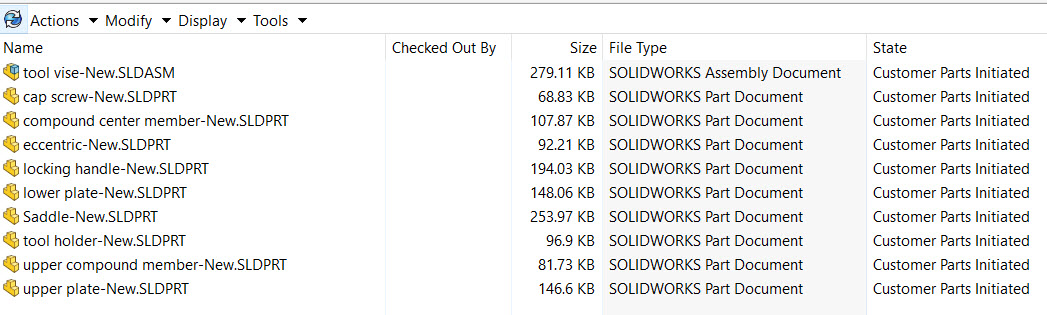 Actions Modify Display Tools
Name Checked Out By Size File Type State
tool vise-New.SLDASM 279.11 KB SOLIDWORKS Assembly Document Customer Parts Initiated
cap screw-New.SLDPRT 68.83 KB SOLIDWORKS Part Document Customer Parts Initiated
compound center member-New.SLDPRT 107.87 KB SOLIDWORKS Part Document Customer Parts Initiated
eccentric-New.SLDPRT 92.21 KB SOLIDWORKS Part Document Customer Parts Initiated
locking handle-New.SLDPRT 194.03 KB SOLIDWORKS Part Document Customer Parts Initiated
lower plate-New.SLDPRT 148.06 KB SOLIDWORKS Part Document Customer Parts Initiated
Saddle-New.SLDPRT 253.97 KB SOLIDWORKS Part Document Customer Parts Initiated
tool holder-New.SLDPRT 96.9 KB SOLIDWORKS Part Document Customer Parts Initiated
upper compound member-New.SLDPRT 81.73 KB SOLIDWORKS Part Document Customer Parts Initiated
upper plate-New.SLDPRT 146.6 KB SOLIDWORKS Part Document Customer Parts Initiated